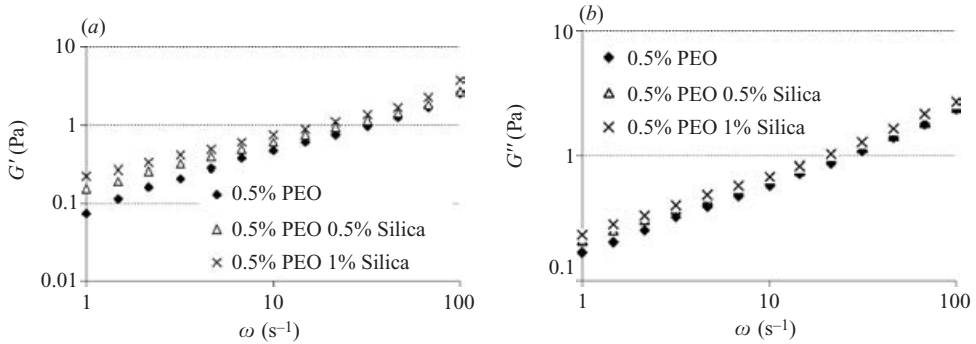 (a)
10
1
0.1
0.01
G′ (Pa)
0.5% PEO
0.5% PEO 0.5% Silica
0.5% PEO 1% Silica
1
10
100
ω (s⁻¹)
(b)
10
1
0.1
G″ (Pa)
0.5% PEO
0.5% PEO 0.5% Silica
0.5% PEO 1% Silica
1
10
100
ω (s⁻¹)